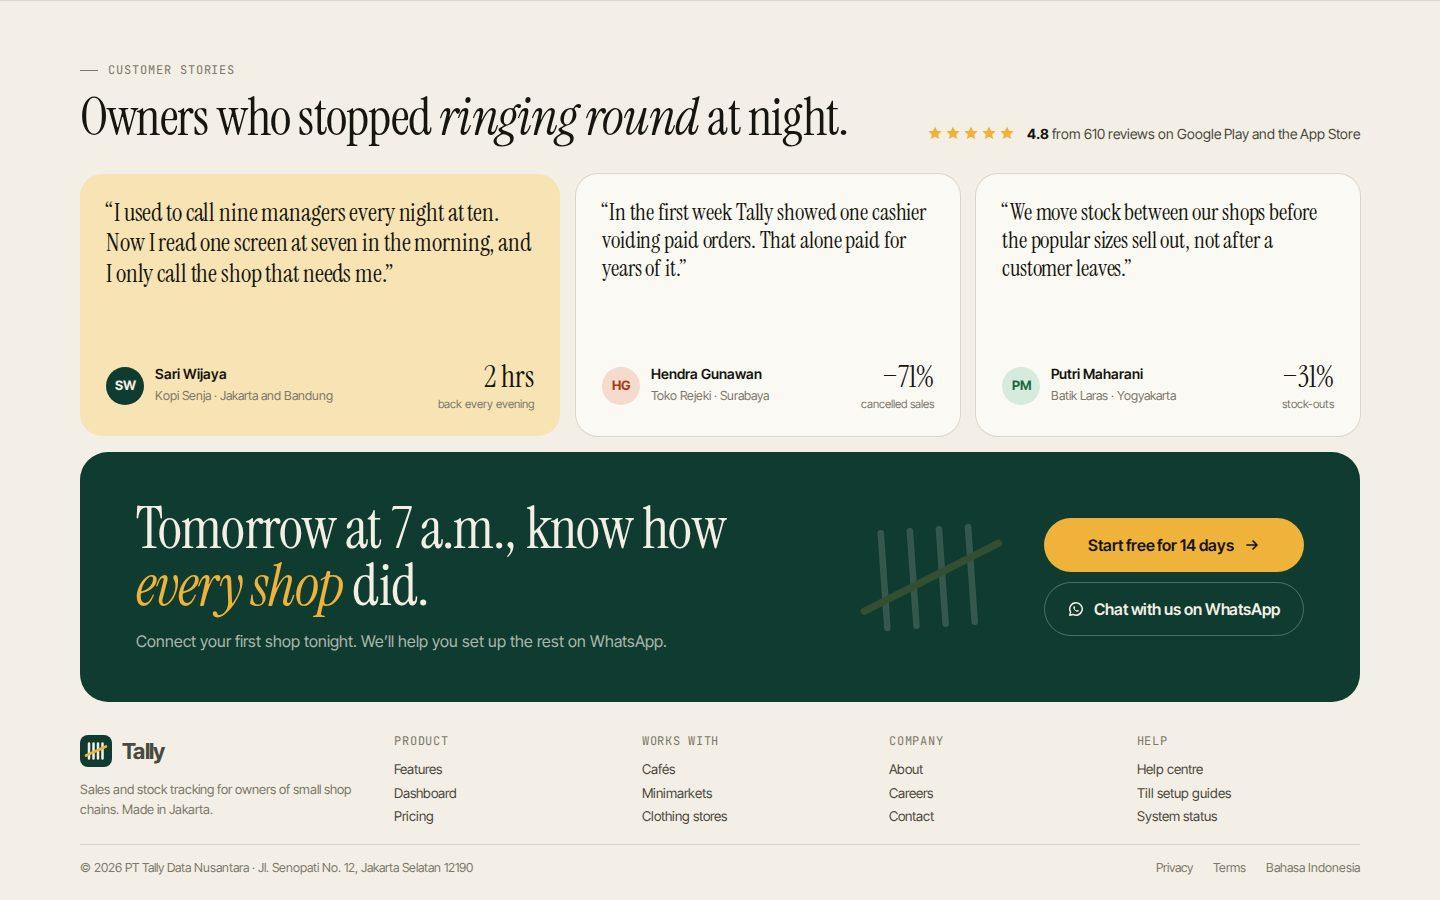 CUSTOMER STORIES
Owners who stopped ringing round at night.
4.8 from 610 reviews on Google Play and the App Store
“I used to call nine managers every night at ten.
Now I read one screen at seven in the morning, and
I only call the shop that needs me.”
SW
Sari Wijaya
Kopi Senja · Jakarta and Bandung
2 hrs
back every evening
“In the first week Tally showed one cashier
voiding paid orders. That alone paid for
years of it.”
HG
Hendra Gunawan
Toko Rejeki · Surabaya
−71%
cancelled sales
“We move stock between our shops before
the popular sizes sell out, not after a
customer leaves.”
PM
Putri Maharani
Batik Laras · Yogyakarta
−31%
stock-outs
Tomorrow at 7 a.m., know how
every shop did.
Connect your first shop tonight. We’ll help you set up the rest on WhatsApp.
Start free for 14 days →
Chat with us on WhatsApp
Tally
Sales and stock tracking for owners of small shop
chains. Made in Jakarta.
PRODUCT
Features
Dashboard
Pricing
WORKS WITH
Cafés
Minimarkets
Clothing stores
COMPANY
About
Careers
Contact
HELP
Help centre
Till setup guides
System status
© 2026 PT Tally Data Nusantara · Jl. Senopati No. 12, Jakarta Selatan 12190
Privacy
Terms
Bahasa Indonesia